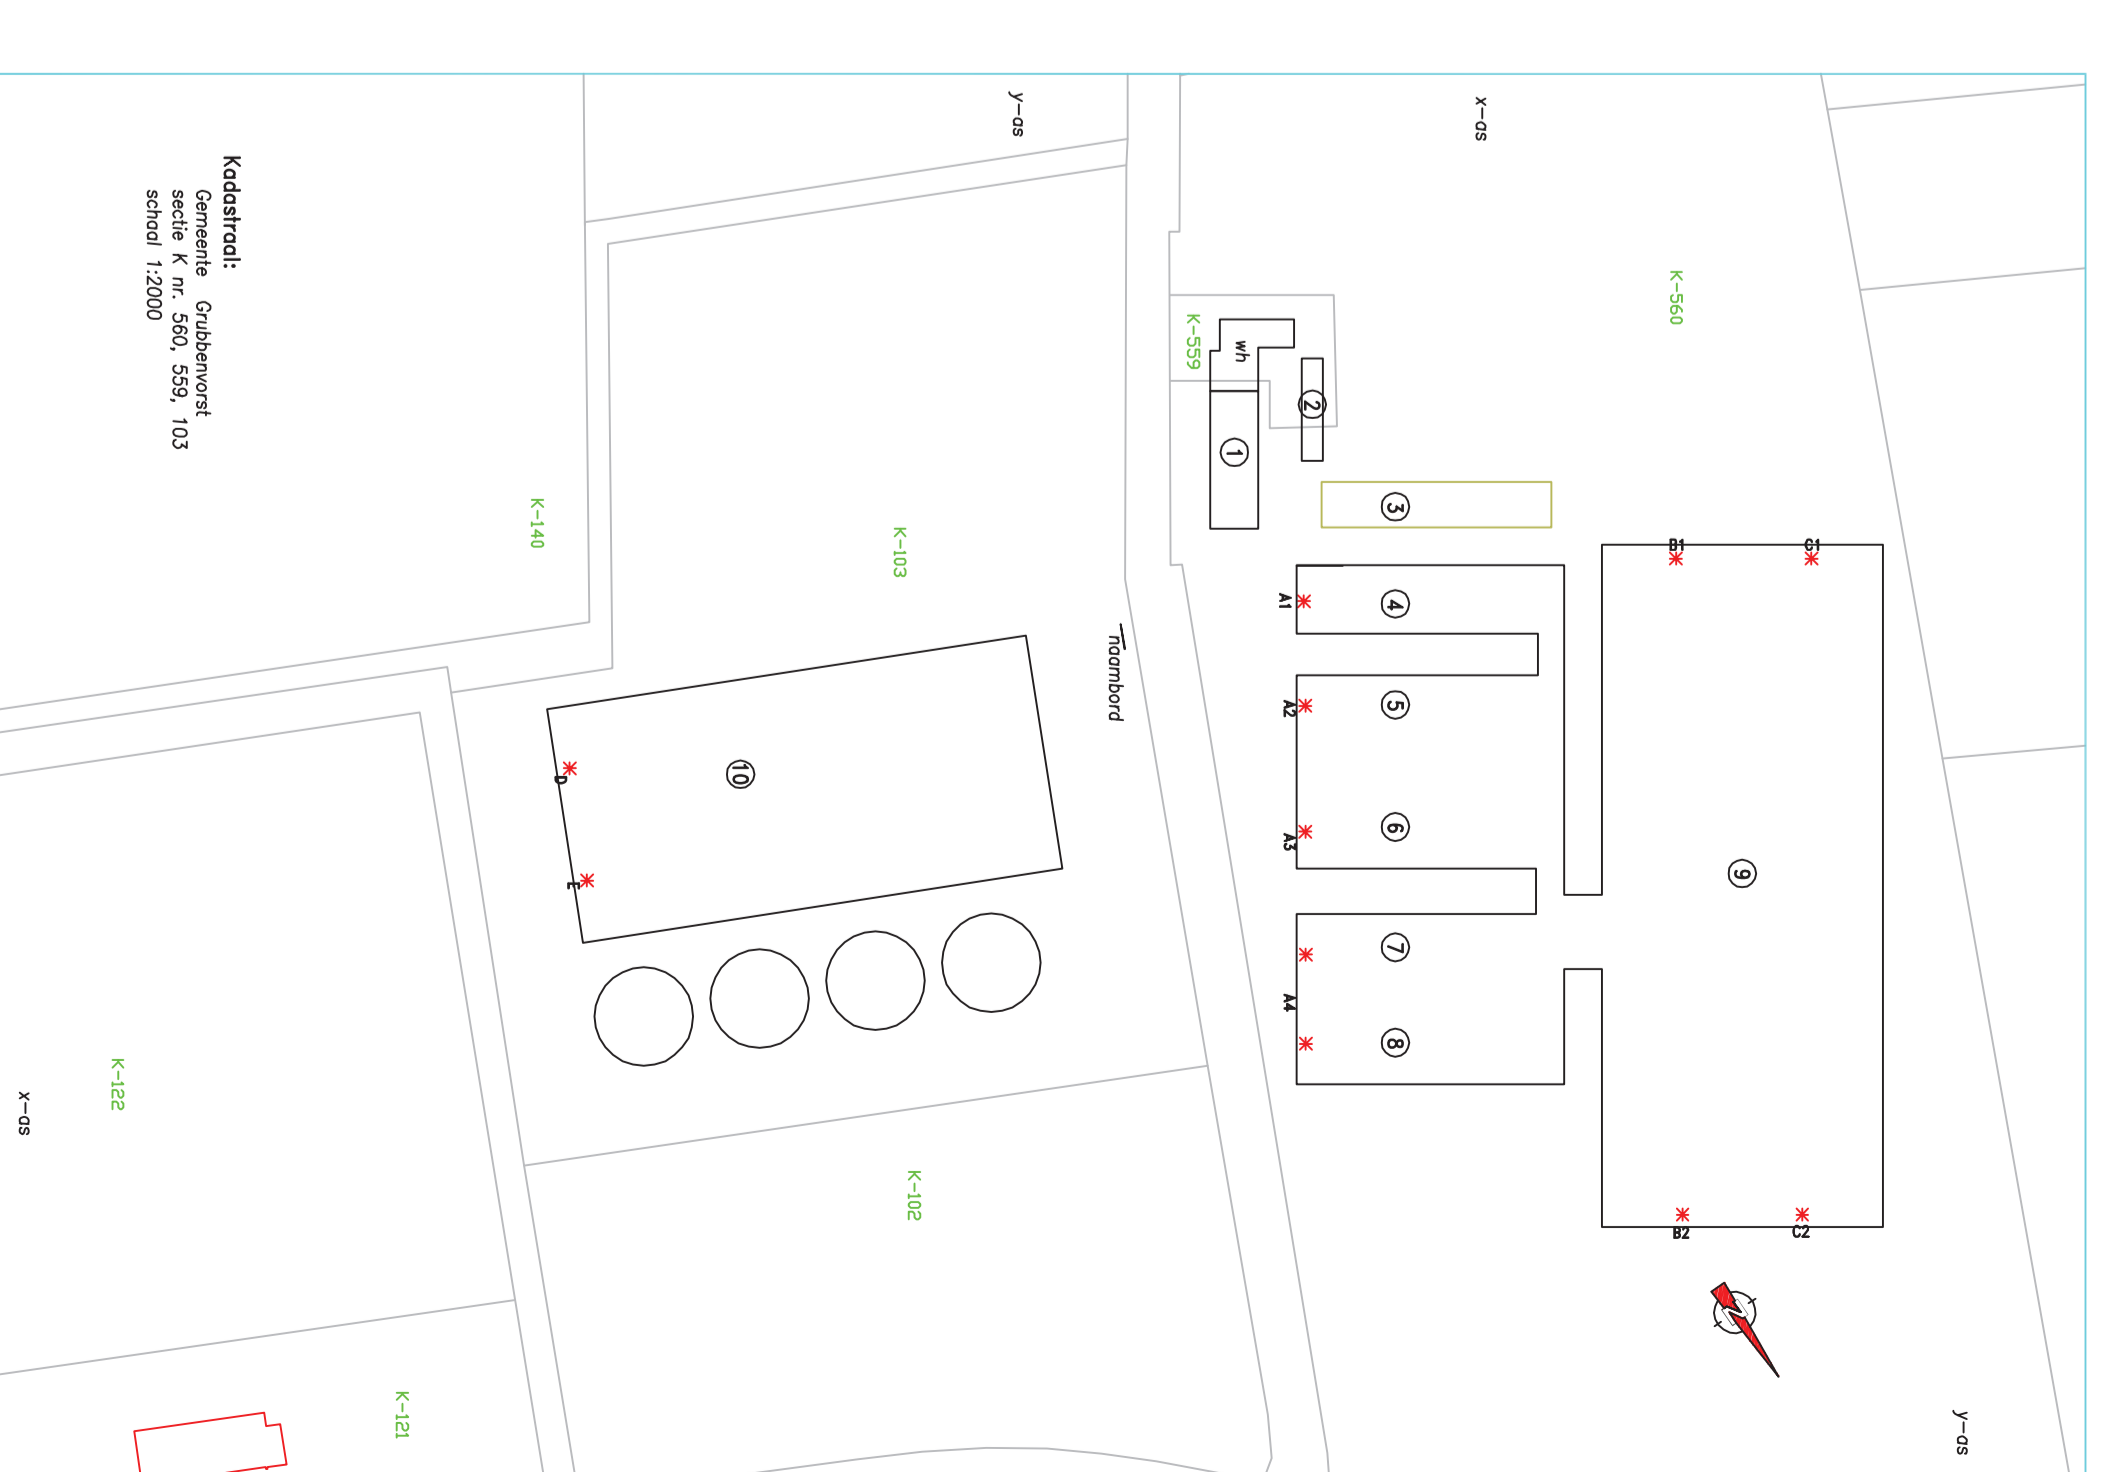 Kadastraal:
Gemeente Grubbenvorst
sectie K nr. 560, 559, 103
schaal 1:2000
y-as
x-as
K-560
K-559
wh
2
1
3
K-140
K-103
B1
C1
A1
4
naambord
A2
5
10
D
A3
6
9
E
7
A4
8
K-122
x-as
K-102
B2
C2
K-121
y-as